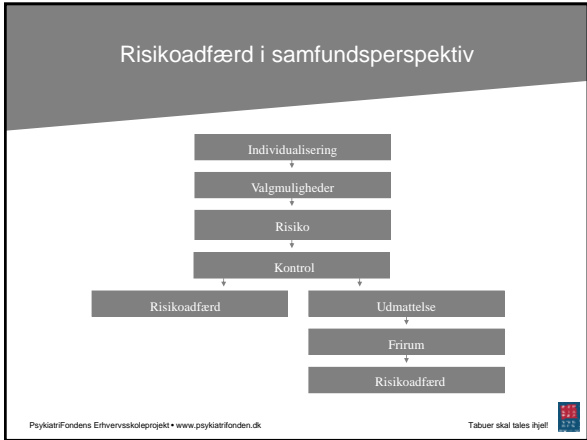 Risikoadfærd i samfundsperspektiv
Individualisering
Valgmuligheder
Risiko
Kontrol
Risikoadfærd
Udmattelse
Frirum
Risikoadfærd
PsykiatriFondens Erhvervsskoleprojekt • www.psykiatrifonden.dk
Tabuer skal tales ihjel!